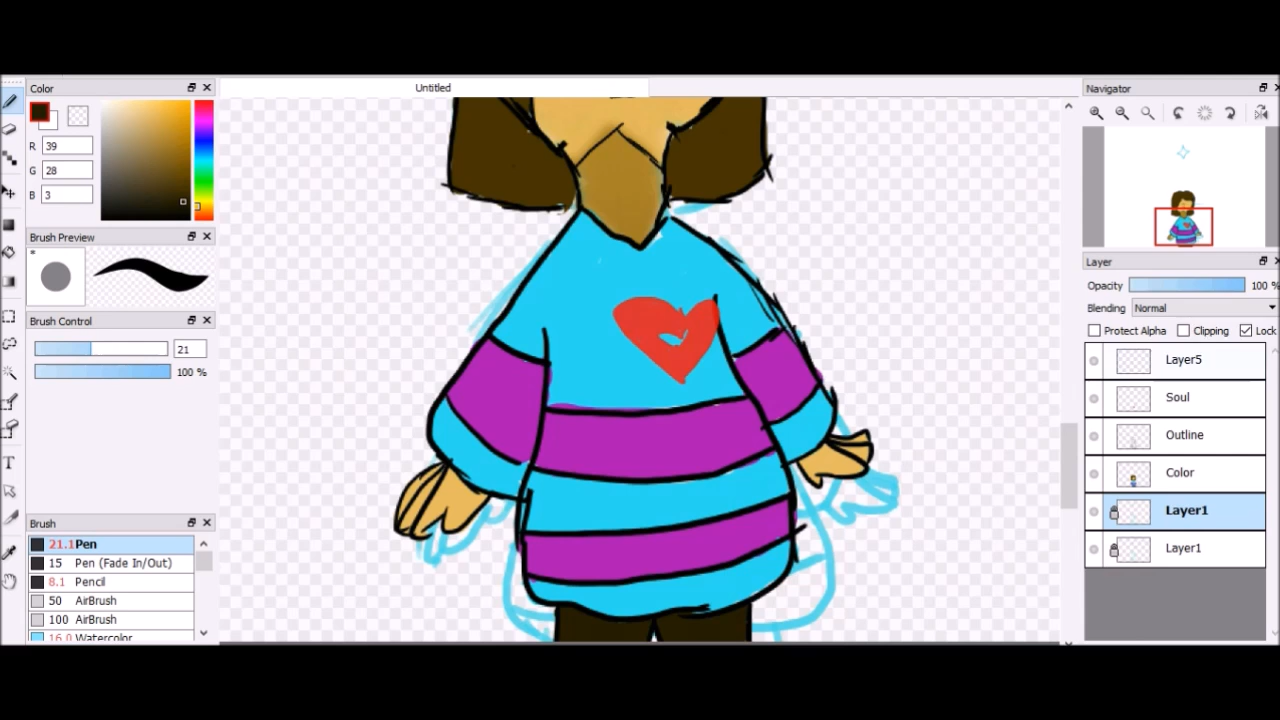 Color
Untitled
Navigator
R 39
G 28
B 3
Brush Preview
*
Layer
Opacity 100 %
Blending Normal
Protect Alpha Clipping Lock
Brush Control
21
100 %
Layer5
Soul
Outline
Color
Layer1
Layer1
Brush
21.1 Pen
15 Pen (Fade In/Out)
8.1 Pencil
50 AirBrush
100 AirBrush
16.0 Watercolor
T